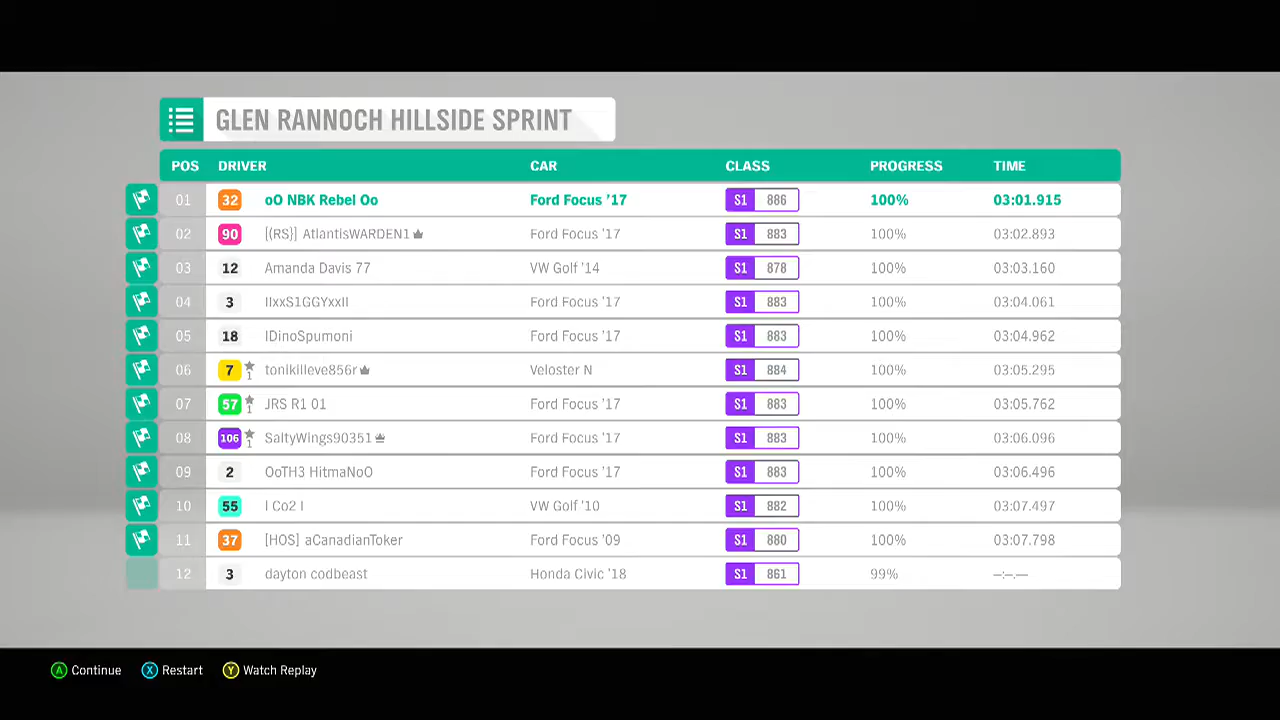 GLEN RANNOCH HILLSIDE SPRINT
POS DRIVER CAR CLASS PROGRESS TIME
01 32 oO NBK Rebel Oo Ford Focus '17 S1 886 100% 03:01.915
02 90 [(RS)] AtlantisWARDEN1 Ford Focus '17 S1 883 100% 03:02.893
03 12 Amanda Davis 77 VW Golf '14 S1 878 100% 03:03.160
04 3 IIxxS1GGYxxII Ford Focus '17 S1 883 100% 03:04.061
05 18 IDinoSpumoni Ford Focus '17 S1 883 100% 03:04.962
06 7 1 tonikilleve856r Veloster N S1 884 100% 03:05.295
07 57 1 JRS R1 01 Ford Focus '17 S1 883 100% 03:05.762
08 106 1 SaltyWings90351 Ford Focus '17 S1 883 100% 03:06.096
09 2 OoTH3 HitmaNoO Ford Focus '17 S1 883 100% 03:06.496
10 55 I Co2 I VW Golf '10 S1 882 100% 03:07.497
11 37 [HOS] aCanadianToker Ford Focus '09 S1 880 100% 03:07.798
12 3 dayton codbeast Honda Civic '18 S1 861 99% --:--.---
A Continue X Restart Y Watch Replay